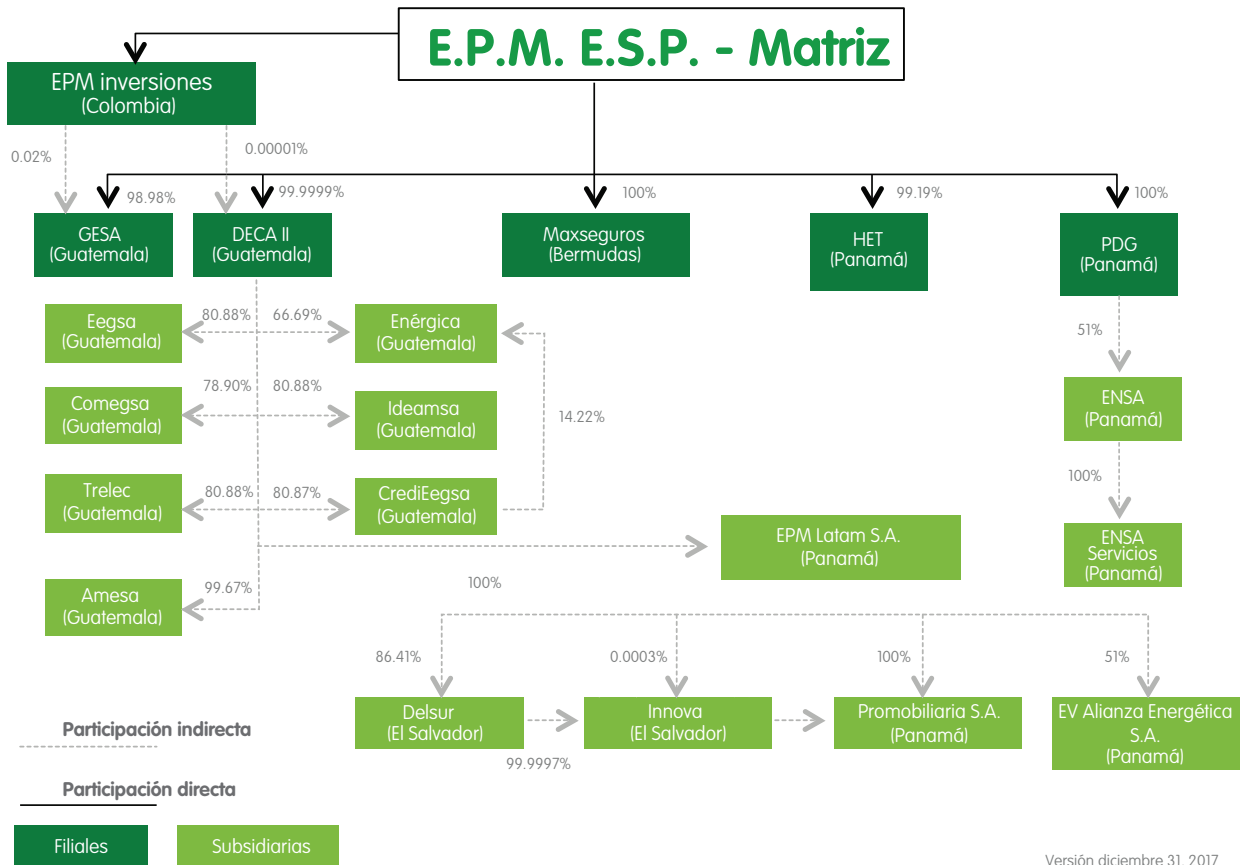 E.P.M. E.S.P. - Matriz
EPM inversiones
(Colombia)
0.02%
0.00001%
98.98%
99.9999%
100%
99.19%
100%
GESA
(Guatemala)
DECA II
(Guatemala)
Maxseguros
(Bermudas)
HET
(Panamá)
PDG
(Panamá)
Eegsa
(Guatemala)
80.88%
66.69%
Enérgica
(Guatemala)
51%
Comegsa
(Guatemala)
78.90%
80.88%
Ideamsa
(Guatemala)
14.22%
ENSA
(Panamá)
Trelec
(Guatemala)
80.88%
80.87%
CrediEegsa
(Guatemala)
100%
EPM Latam S.A.
(Panamá)
ENSA
Servicios
(Panamá)
Amesa
(Guatemala)
99.67%
100%
86.41%
0.0003%
100%
51%
Delsur
(El Salvador)
Innova
(El Salvador)
Promobiliaria S.A.
(Panamá)
EV Alianza Energética
S.A.
(Panamá)
99.9997%
Participación indirecta
Participación directa
Filiales
Subsidiarias
Versión diciembre 31, 2017